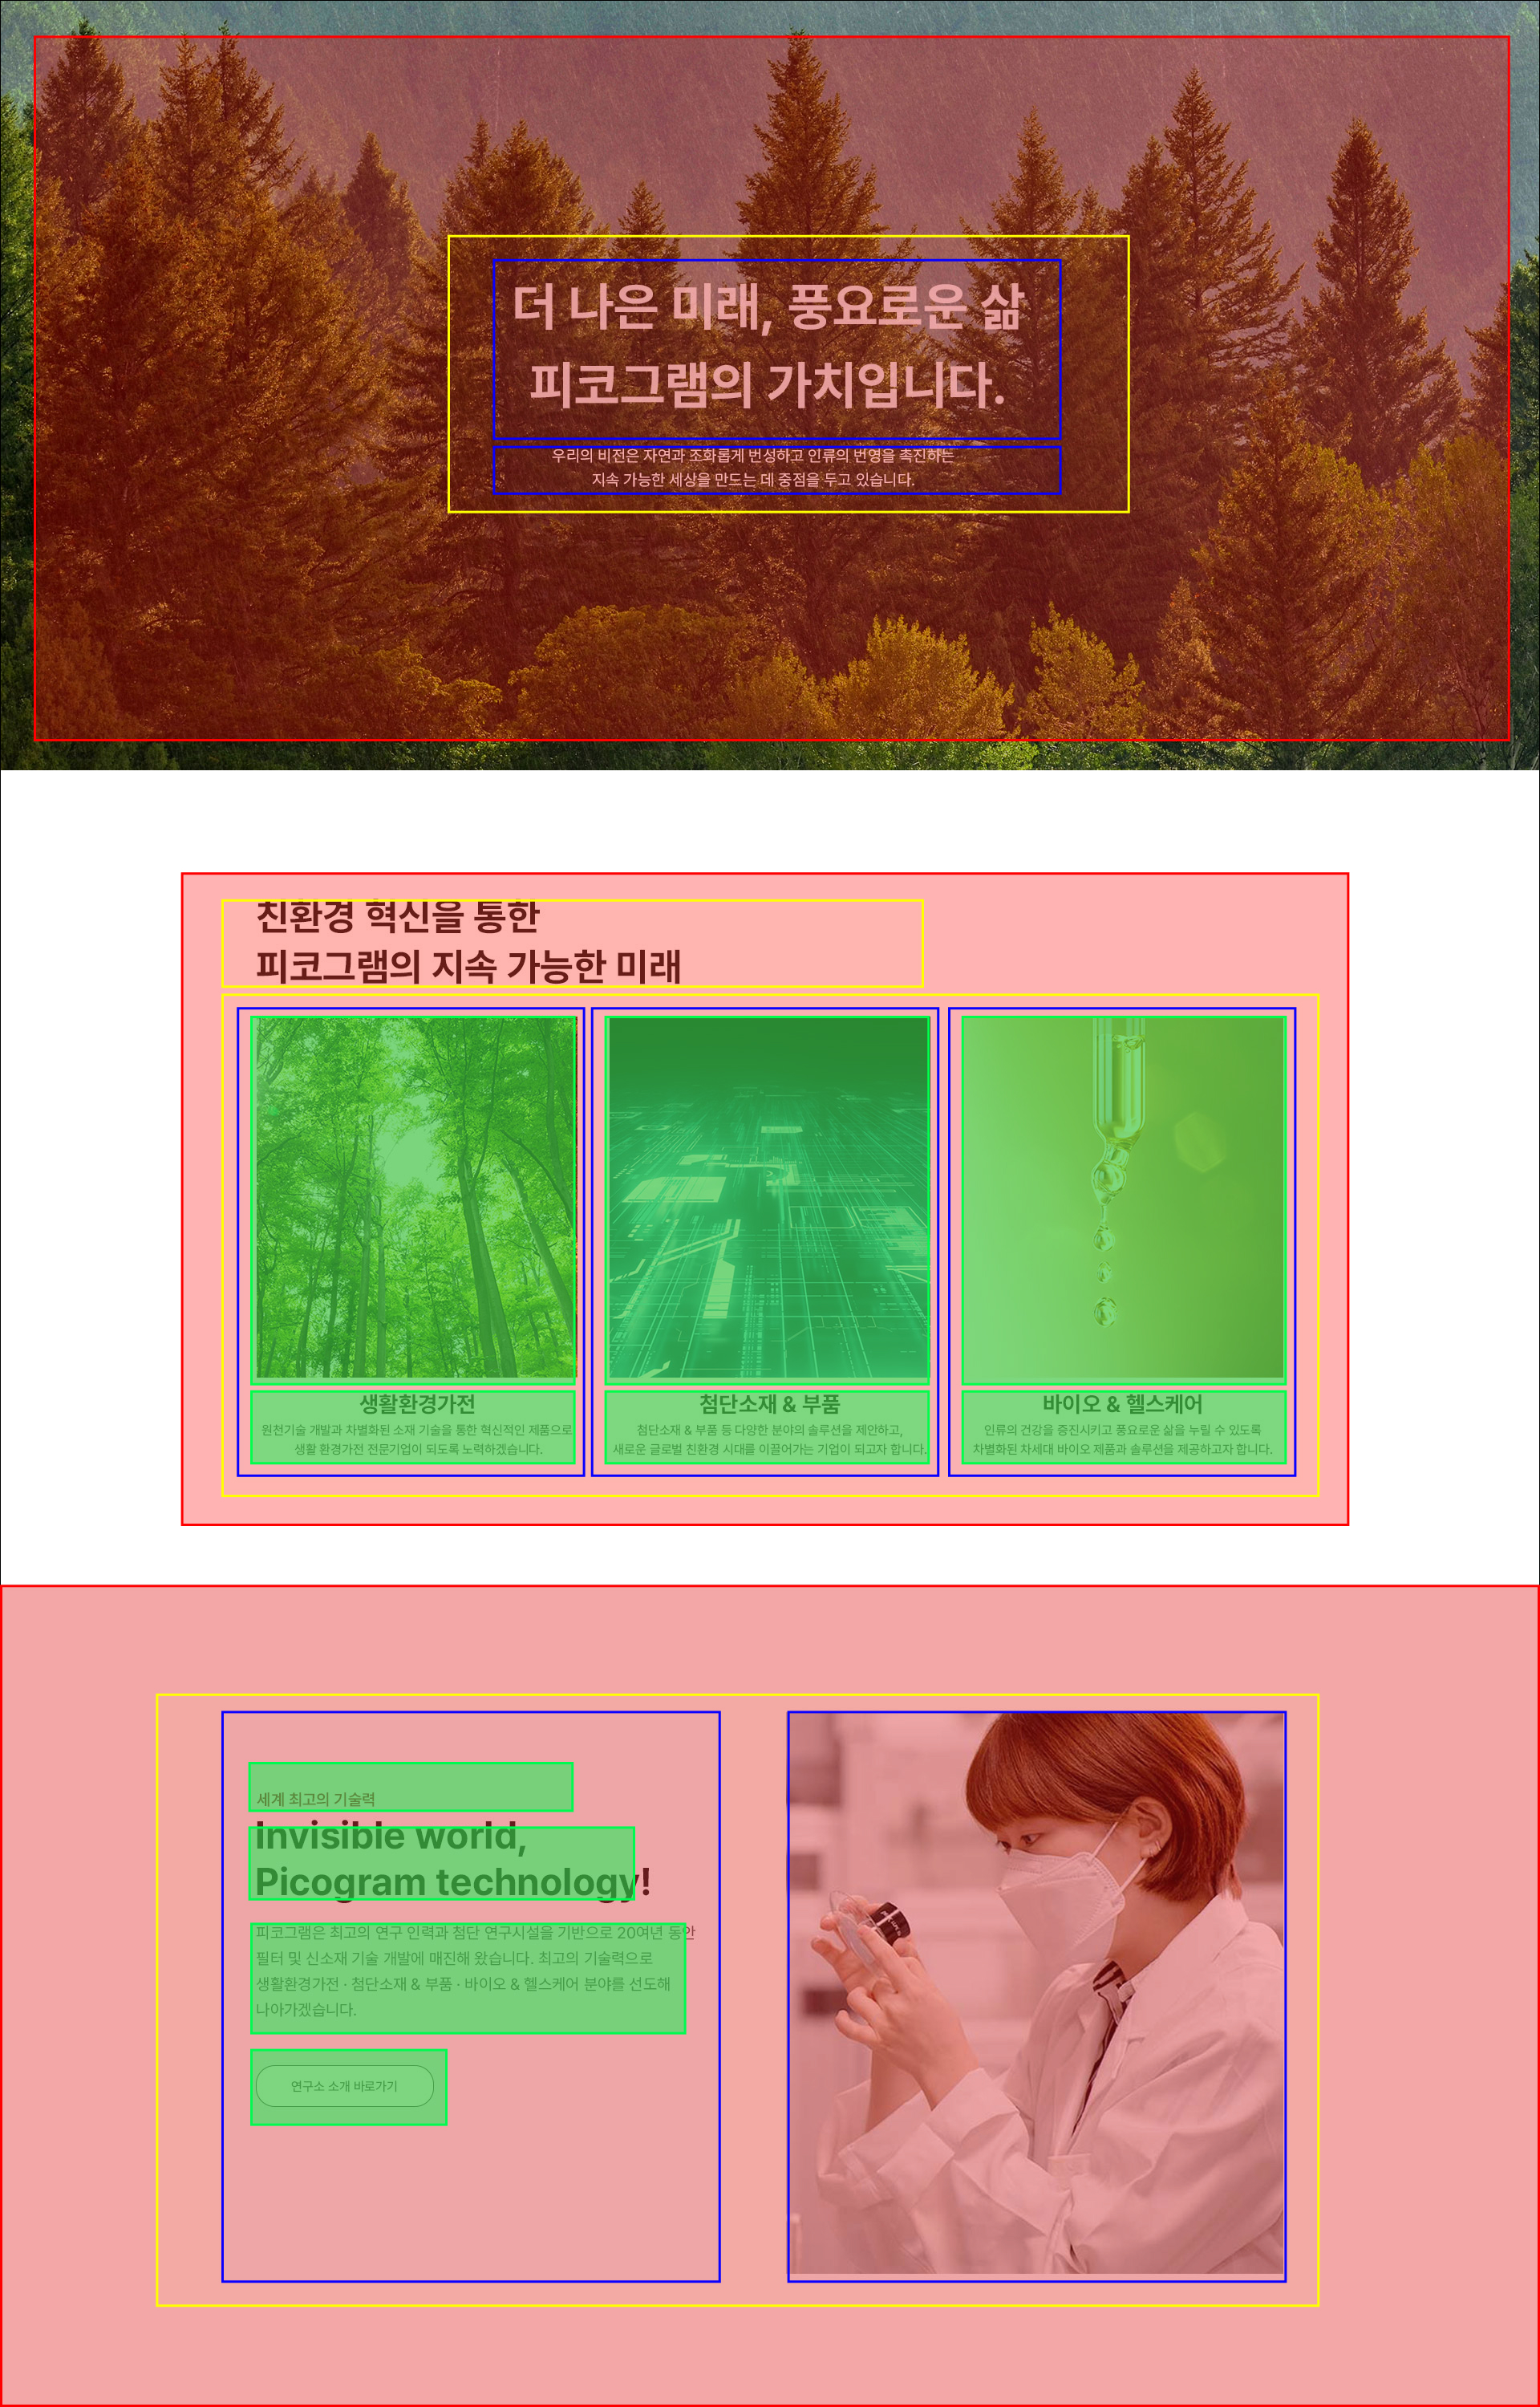 더 나은 미래, 풍요로운 삶
피코그램의 가치입니다.
우리의 비전은 자연과 조화롭게 번성하고 인류의 번영을 촉진하는
지속 가능한 세상을 만드는 데 중점을 두고 있습니다.
친환경 혁신을 통한
피코그램의 지속 가능한 미래
생활환경가전
원천기술 개발과 차별화된 소재 기술을 통한 혁신적인 제품으로
생활 환경가전 전문기업이 되도록 노력하겠습니다.
첨단소재 & 부품
첨단소재 & 부품 등 다양한 분야의 솔루션을 제안하고,
새로운 글로벌 친환경 시대를 이끌어가는 기업이 되고자 합니다.
바이오 & 헬스케어
인류의 건강을 증진시키고 풍요로운 삶을 누릴 수 있도록
차별화된 차세대 바이오 제품과 솔루션을 제공하고자 합니다.
세계 최고의 기술력
Invisible world,
Picogram technology!
피코그램은 최고의 연구 인력과 첨단 연구시설을 기반으로 20여년 동안
필터 및 신소재 기술 개발에 매진해 왔습니다. 최고의 기술력으로
생활환경가전 · 첨단소재 & 부품 · 바이오 & 헬스케어 분야를 선도해
나아가겠습니다.
연구소 소개 바로가기